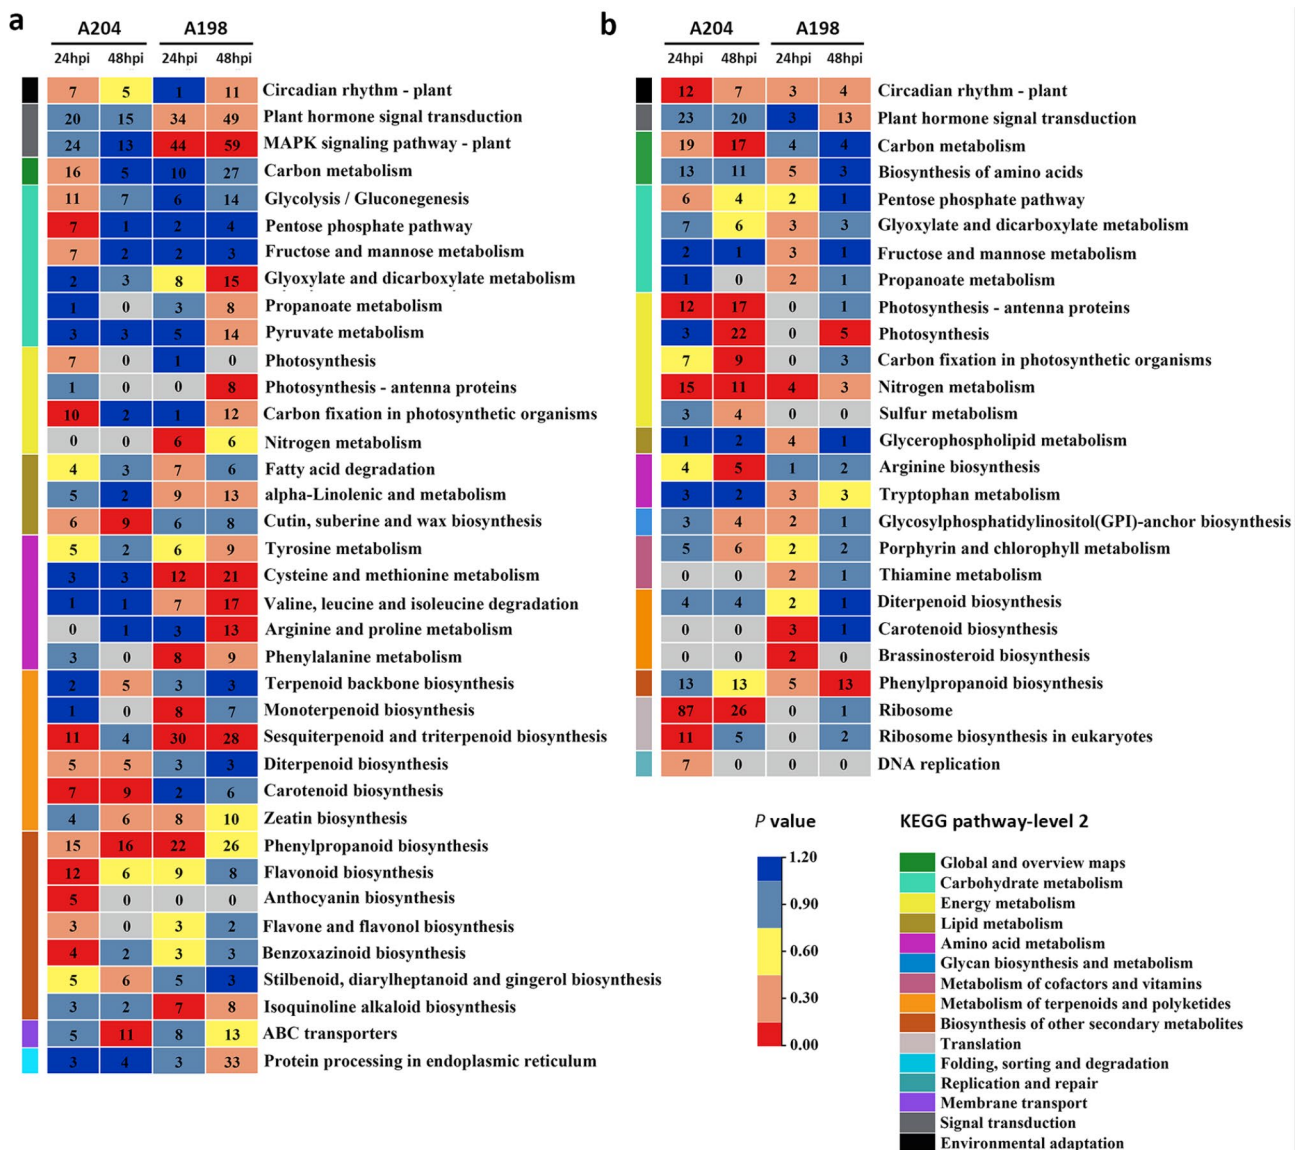 a
A204 A198
24hpi 48hpi 24hpi 48hpi
7 5 1 11 Circadian rhythm - plant
20 15 34 49 Plant hormone signal transduction
24 13 44 59 MAPK signaling pathway - plant
16 5 10 27 Carbon metabolism
11 7 6 14 Glycolysis / Gluconegenesis
7 1 2 4 Pentose phosphate pathway
7 2 2 3 Fructose and mannose metabolism
2 3 8 15 Glyoxylate and dicarboxylate metabolism
1 0 3 8 Propanoate metabolism
3 3 5 14 Pyruvate metabolism
7 0 1 0 Photosynthesis
1 0 0 8 Photosynthesis - antenna proteins
10 2 1 12 Carbon fixation in photosynthetic organisms
0 0 6 6 Nitrogen metabolism
4 3 7 6 Fatty acid degradation
5 2 9 13 alpha-Linolenic and metabolism
6 9 6 8 Cutin, suberine and wax biosynthesis
5 2 6 9 Tyrosine metabolism
3 3 12 21 Cysteine and methionine metabolism
1 1 7 17 Valine, leucine and isoleucine degradation
0 1 3 13 Arginine and proline metabolism
3 0 8 9 Phenylalanine metabolism
2 5 3 3 Terpenoid backbone biosynthesis
1 0 8 7 Monoterpenoid biosynthesis
11 4 30 28 Sesquiterpenoid and triterpenoid biosynthesis
5 5 3 3 Diterpenoid biosynthesis
7 9 2 6 Carotenoid biosynthesis
4 6 8 10 Zeatin biosynthesis
15 16 22 26 Phenylpropanoid biosynthesis
12 6 9 8 Flavonoid biosynthesis
5 0 0 0 Anthocyanin biosynthesis
3 0 3 2 Flavone and flavonol biosynthesis
4 2 3 3 Benzoxazinoid biosynthesis
5 6 5 3 Stilbenoid, diarylheptanoid and gingerol biosynthesis
3 2 7 8 Isoquinoline alkaloid biosynthesis
5 11 8 13 ABC transporters
3 4 3 33 Protein processing in endoplasmic reticulum
b
A204 A198
24hpi 48hpi 24hpi 48hpi
12 7 3 4 Circadian rhythm - plant
23 20 3 13 Plant hormone signal transduction
19 17 4 4 Carbon metabolism
13 11 5 3 Biosynthesis of amino acids
6 4 2 1 Pentose phosphate pathway
7 6 3 3 Glyoxylate and dicarboxylate metabolism
2 1 3 1 Fructose and mannose metabolism
1 0 2 1 Propanoate metabolism
12 17 0 1 Photosynthesis - antenna proteins
3 22 0 5 Photosynthesis
7 9 0 3 Carbon fixation in photosynthetic organisms
15 11 4 3 Nitrogen metabolism
3 4 0 0 Sulfur metabolism
1 2 4 1 Glycerophospholipid metabolism
4 5 1 2 Arginine biosynthesis
3 2 3 3 Tryptophan metabolism
3 4 2 1 Glycosylphosphatidylinositol(GPI)-anchor biosynthesis
5 6 2 2 Porphyrin and chlorophyll metabolism
0 0 2 1 Thiamine metabolism
4 4 2 1 Diterpenoid biosynthesis
0 0 3 1 Carotenoid biosynthesis
0 0 2 0 Brassinosteroid biosynthesis
13 13 5 13 Phenylpropanoid biosynthesis
87 26 0 1 Ribosome
11 5 0 2 Ribosome biosynthesis in eukaryotes
7 0 0 0 DNA replication
P value
1.20
0.90
0.60
0.30
0.00
KEGG pathway-level 2
Global and overview maps
Carbohydrate metabolism
Energy metabolism
Lipid metabolism
Amino acid metabolism
Glycan biosynthesis and metabolism
Metabolism of cofactors and vitamins
Metabolism of terpenoids and polyketides
Biosynthesis of other secondary metabolites
Translation
Folding, sorting and degradation
Replication and repair
Membrane transport
Signal transduction
Environmental adaptation